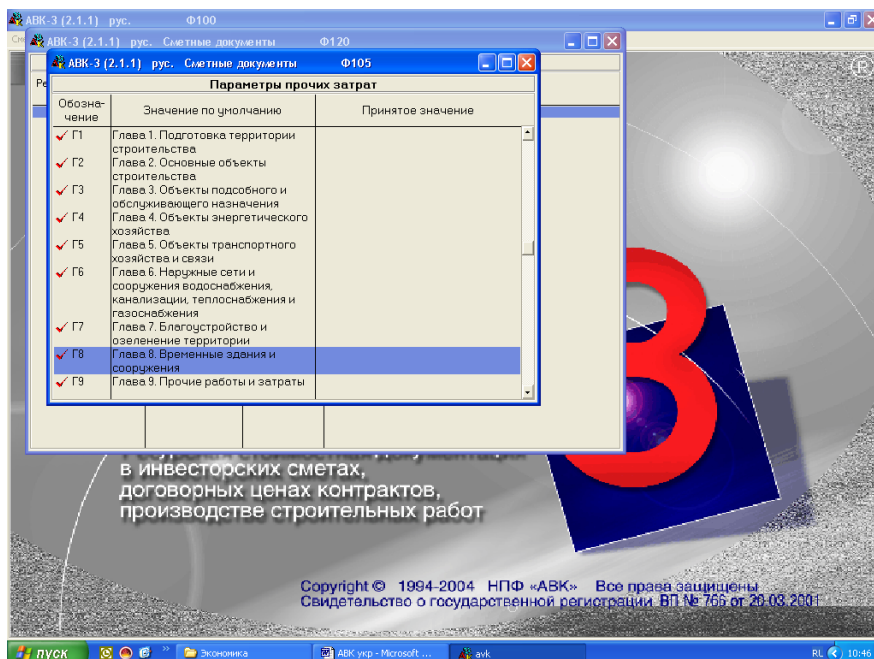 АВК-3 (2.1.1) рус. Ф100
АВК-3 (2.1.1) рус. Сметные документы Ф120
АВК-3 (2.1.1) рус. Сметные документы Ф105
Параметры прочих затрат
Обозна-
чение
Значение по умолчанию
Принятое значение
Г1 Глава 1. Подготовка территории
строительства
Г2 Глава 2. Основные объекты
строительства
Г3 Глава 3. Объекты подсобного и
обслуживающего назначения
Г4 Глава 4. Объекты энергетического
хозяйства
Г5 Глава 5. Объекты транспортного
хозяйства и связи
Г6 Глава 6. Наружные сети и
сооружения водоснабжения,
канализации, теплоснабжения и
газоснабжения
Г7 Глава 7. Благоустройство и
озеленение территории
Г8 Глава 8. Временные здания и
сооружения
Г9 Глава 9. Прочие работы и затраты
®
3
в инвесторских сметах,
договорных ценах контрактов,
производстве строительных работ
Copyright © 1994-2004 НПФ «АВК» Все права защищены
Свидетельство о государственной регистрации ВП № 766 от 20.03.200
пуск
Экономика
АВК укр - Microsoft ...
avk
RL
10:46